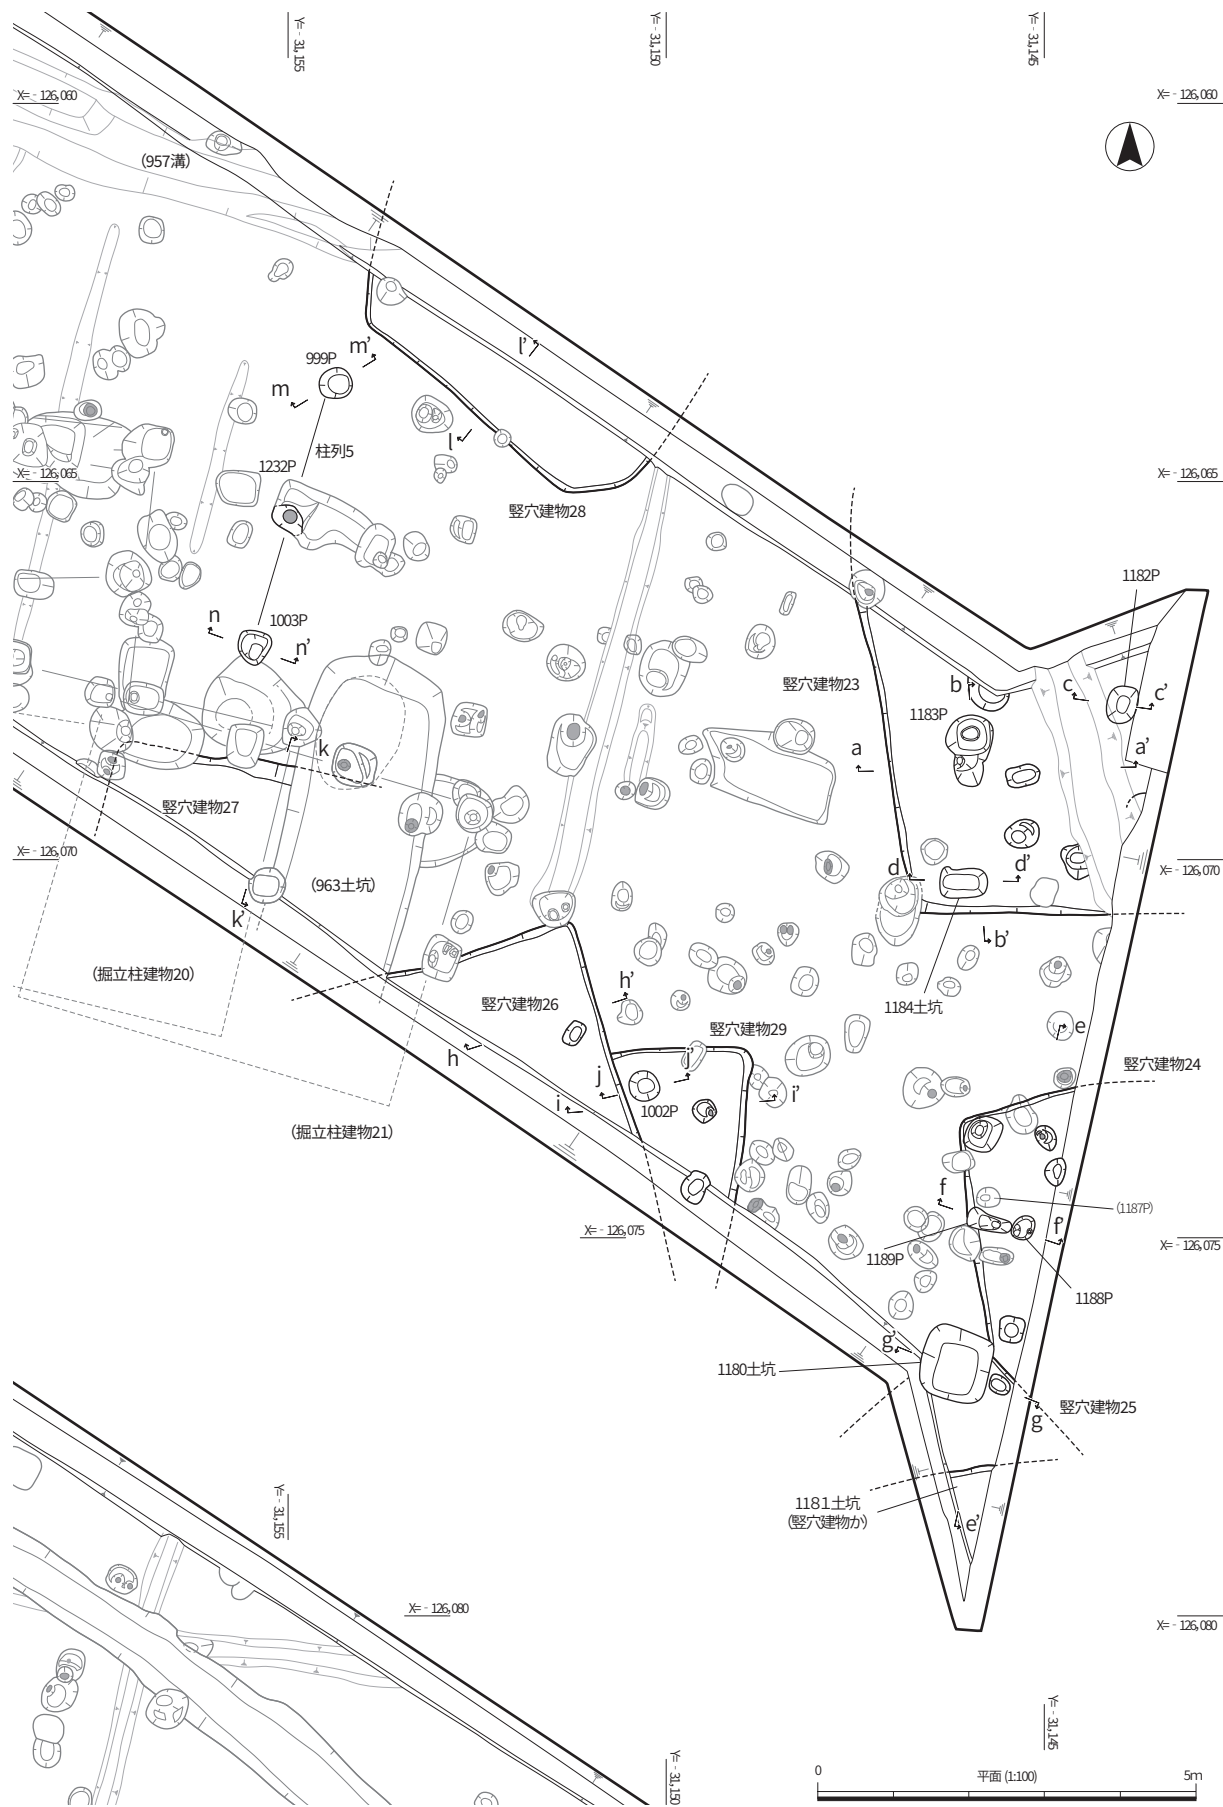 Y=－31,155
Y=－31,150
Y=－31,145
X=－126,060
X=－126,060
（957溝）
m'
l'
999P
m
柱列5
l
X=－126,065
1232P
X=－126,065
竪穴建物28
1182P
n
1003P
n'
竪穴建物23
b
c
c'
1183P
k
a
a'
竪穴建物27
X=－126,070
d
d'
X=－126,070
（963土坑）
k'
b'
（掘立柱建物20）
h'
竪穴建物26
1184土坑
竪穴建物29
e
h
j'
竪穴建物24
j
i
1002P
i'
（掘立柱建物21）
f
（1187P）
X=－126,075
f'
X=－126,075
1189P
1188P
g'
1180土坑
竪穴建物25
g
Y=－31,155
1181土坑
（竪穴建物か）
e'
X=－126,080
X=－126,080
Y=－31,145
Y=－31,150
0
平面 (1:100)
5m